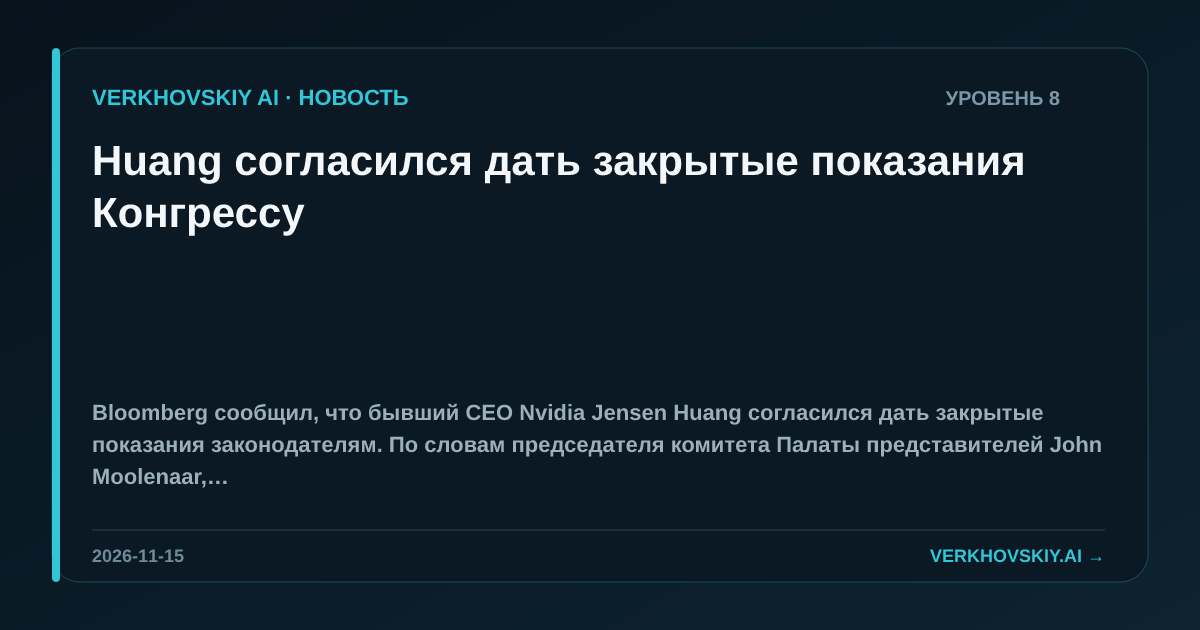 VERKHOVSKIY AI · НОВОСТЬ
УРОВЕНЬ 8
Huang согласился дать закрытые показания
Конгрессу
Bloomberg сообщил, что бывший CEO Nvidia Jensen Huang согласился дать закрытые
показания законодателям. По словам председателя комитета Палаты представителей John
Moolenaar,…
2026-11-15
VERKHOVSKIY.AI →